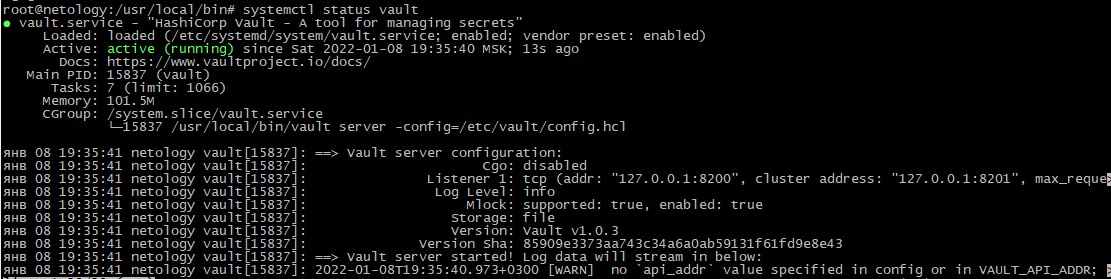 root@netology:/usr/local/bin# systemctl status vault
● vault.service - "HashiCorp Vault - A tool for managing secrets"
Loaded: loaded (/etc/systemd/system/vault.service; enabled; vendor preset: enabled)
Active: active (running) since Sat 2022-01-08 19:35:40 MSK; 13s ago
Docs: https://www.vaultproject.io/docs/
Main PID: 15837 (vault)
Tasks: 7 (limit: 1066)
Memory: 101.5M
CGroup: /system.slice/vault.service
└─15837 /usr/local/bin/vault server -config=/etc/vault/config.hcl
янв 08 19:35:41 netology vault[15837]: ==> Vault server configuration:
янв 08 19:35:41 netology vault[15837]: Cgo: disabled
янв 08 19:35:41 netology vault[15837]: Listener 1: tcp (addr: "127.0.0.1:8200", cluster address: "127.0.0.1:8201", max_reque>
янв 08 19:35:41 netology vault[15837]: Log Level: info
янв 08 19:35:41 netology vault[15837]: Mlock: supported: true, enabled: true
янв 08 19:35:41 netology vault[15837]: Storage: file
янв 08 19:35:41 netology vault[15837]: Version: Vault v1.0.3
янв 08 19:35:41 netology vault[15837]: Version Sha: 85909e3373aa743c34a6a0ab59131f61fd9e8e43
янв 08 19:35:41 netology vault[15837]: ==> Vault server started! Log data will stream in below:
янв 08 19:35:41 netology vault[15837]: 2022-01-08T19:35:40.973+0300 [WARN] no `api_addr` value specified in config or in VAULT_API_ADDR; >